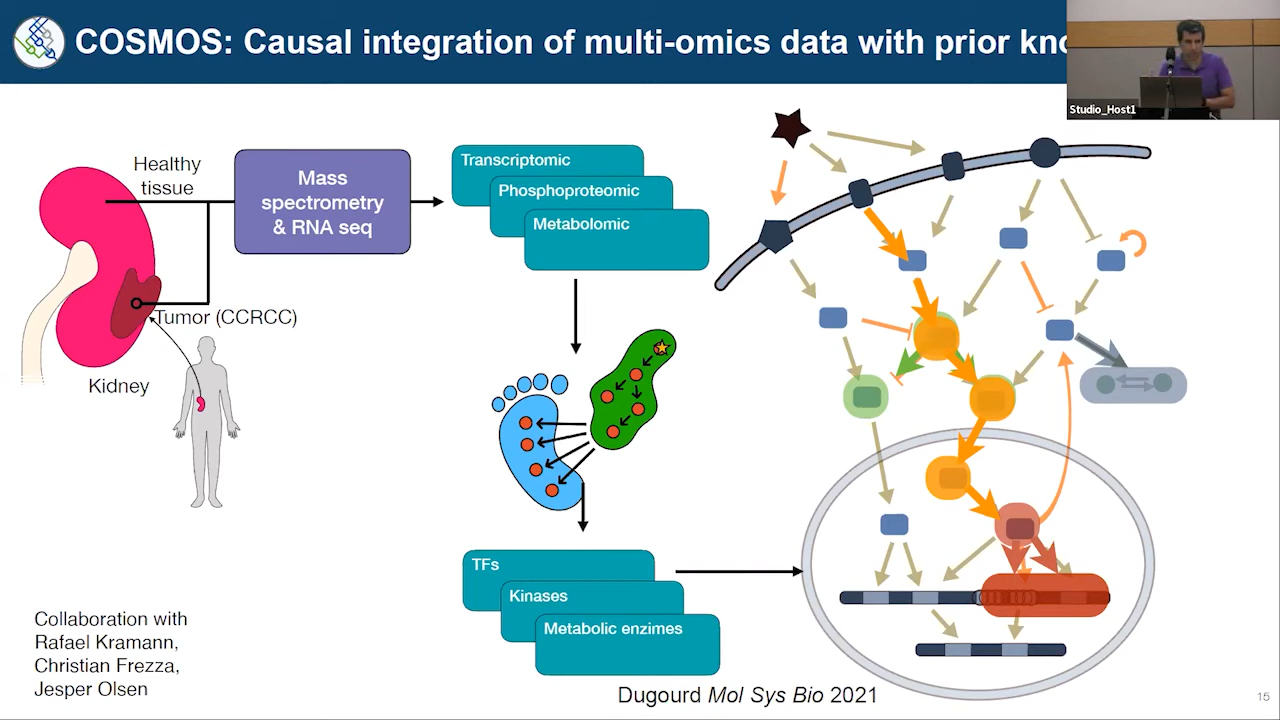 COSMOS: Causal integration of multi-omics data with prior kno
Studio_Host1
Healthy
tissue
Mass
spectrometry
& RNA seq
Transcriptomic
Phosphoproteomic
Metabolomic
Tumor (CCRCC)
Kidney
TFs
Kinases
Metabolic enzimes
Collaboration with
Rafael Kramann,
Christian Frezza,
Jesper Olsen
Dugourd Mol Sys Bio 2021
15